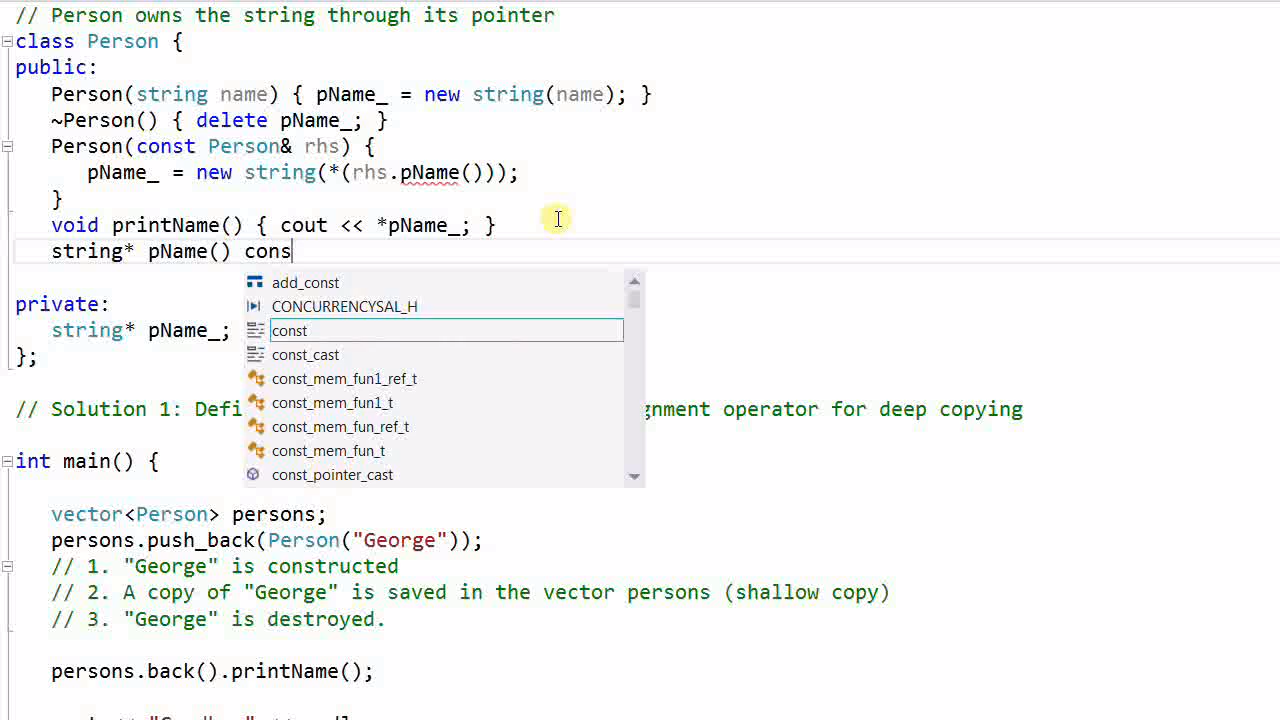 // Person owns the string through its pointer
class Person {
public:
Person(string name) { pName_ = new string(name); }
~Person() { delete pName_; }
Person(const Person& rhs) {
pName_ = new string(*(rhs.pName()));
}
void printName() { cout << *pName_; }
string* pName() cons
add_const
CONCURRENCYSAL_H
const
const_cast
const_mem_fun1_ref_t
const_mem_fun1_t
const_mem_fun_ref_t
const_mem_fun_t
const_pointer_cast
private:
string* pName_;
};
// Solution 1: Defi gnment operator for deep copying
int main() {
vector<Person> persons;
persons.push_back(Person("George"));
// 1. "George" is constructed
// 2. A copy of "George" is saved in the vector persons (shallow copy)
// 3. "George" is destroyed.
persons.back().printName();